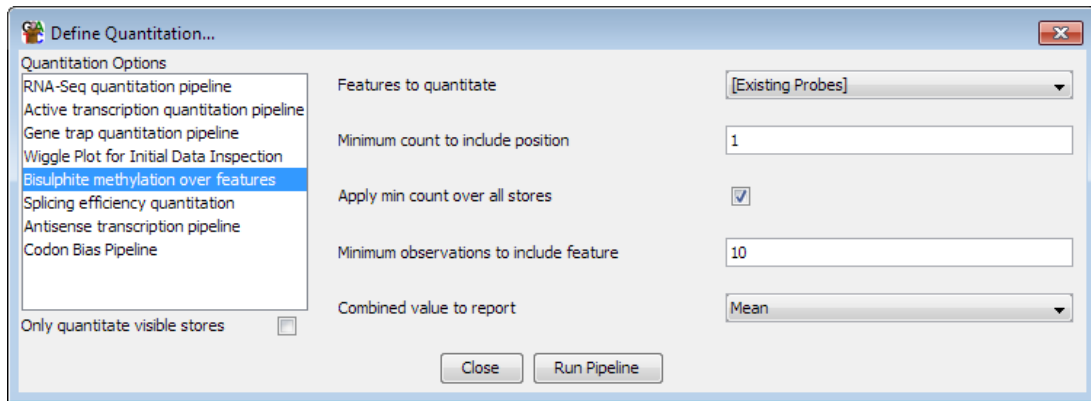 Define Quantitation...
Quantitation Options
RNA-Seq quantitation pipeline
Active transcription quantitation pipeline
Gene trap quantitation pipeline
Wiggle Plot for Initial Data Inspection
Bisulphite methylation over features
Splicing efficiency quantitation
Antisense transcription pipeline
Codon Bias Pipeline
Only quantitate visible stores
Features to quantitate [Existing Probes]
Minimum count to include position 1
Apply min count over all stores
Minimum observations to include feature 10
Combined value to report Mean
Close Run Pipeline